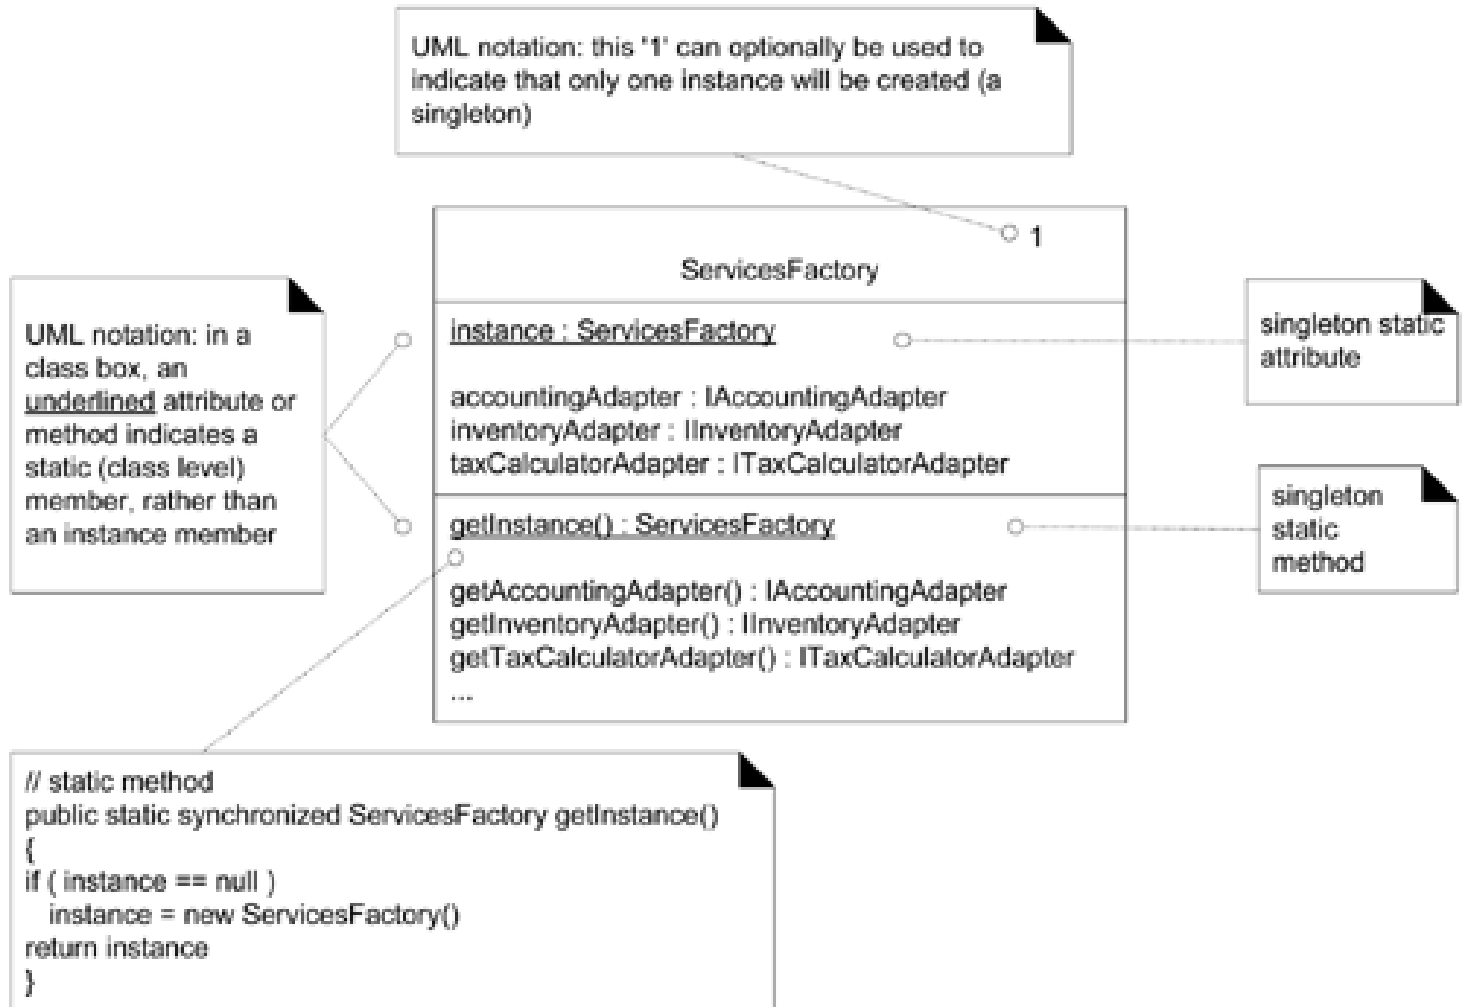 UML notation: this '1' can optionally be used to
indicate that only one instance will be created (a
singleton)
1
ServicesFactory
UML notation: in a
class box, an
underlined attribute or
method indicates a
static (class level)
member, rather than
an instance member
instance : ServicesFactory
accountingAdapter : IAccountingAdapter
inventoryAdapter : IInventoryAdapter
taxCalculatorAdapter : ITaxCalculatorAdapter
singleton static
attribute
getInstance() : ServicesFactory
getAccountingAdapter() : IAccountingAdapter
getInventoryAdapter() : IInventoryAdapter
getTaxCalculatorAdapter() : ITaxCalculatorAdapter
...
singleton
static
method
// static method
public static synchronized ServicesFactory getInstance()
{
if ( instance == null )
instance = new ServicesFactory()
return instance
}